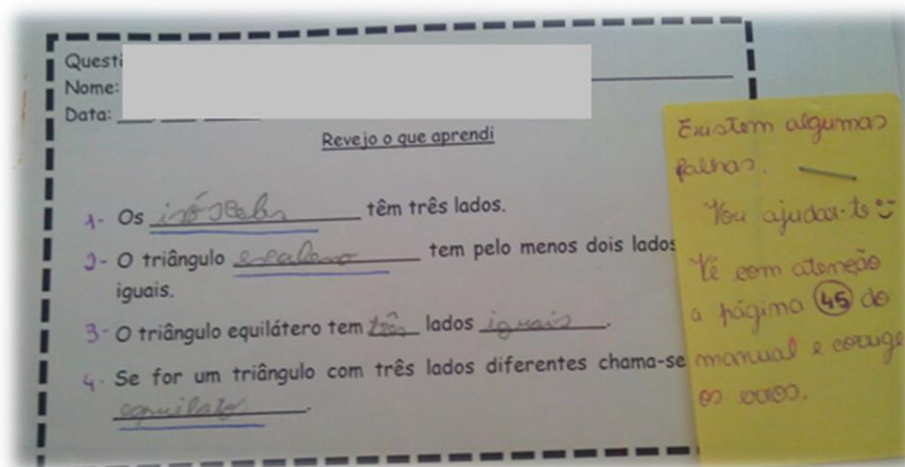 Questi
Nome:
Data:
Revejo o que aprendi
1- Os isósceles têm três lados.
2- O triângulo escaleno tem pelo menos dois lados
iguais.
3- O triângulo equilátero tem três lados iguais.
4- Se for um triângulo com três lados diferentes chama-se
equilatro.
Existem algumas
falhas.
Vou ajudar-te
Vê com atenção
a página 45 do
manual e corrige
os erros.